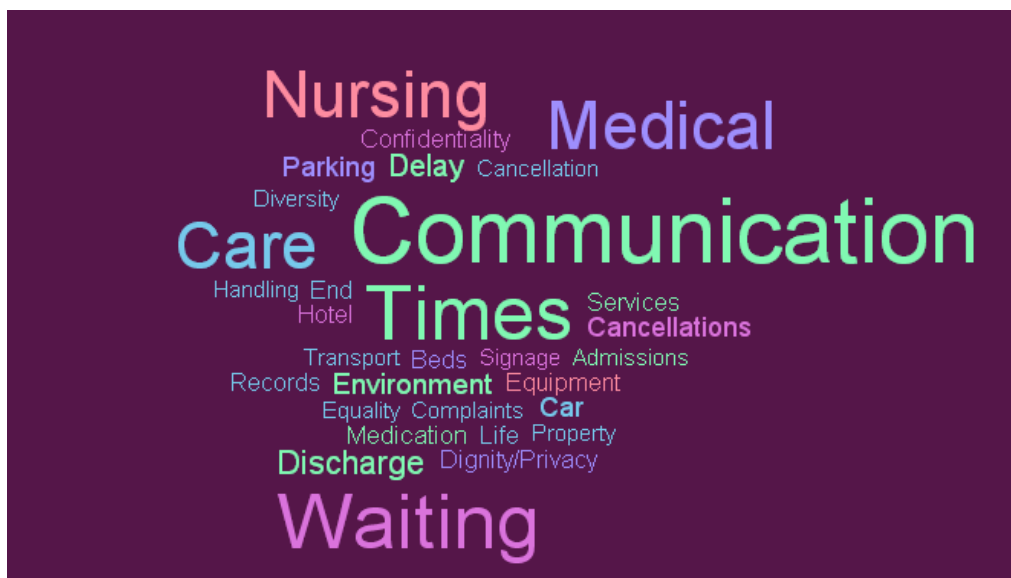 Nursing Medical
Confidentiality
Parking Delay Cancellation
Diversity
Care Communication
Handling End
Hotel Times Services
Cancellations
Transport Beds Signage Admissions
Records Environment Equipment
Equality Complaints Car
Medication Life Property
Discharge Dignity/Privacy
Waiting